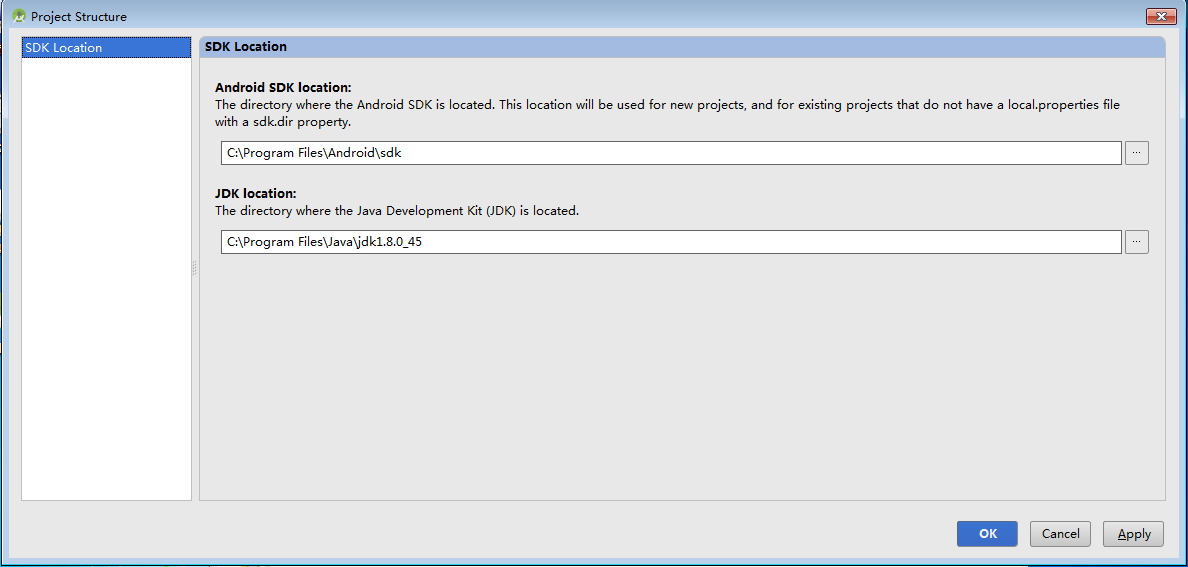 Project Structure
SDK Location
SDK Location
Android SDK location:
The directory where the Android SDK is located. This location will be used for new projects, and for existing projects that do not have a local.properties file
with a sdk.dir property.
C:\Program Files\Android\sdk
...
JDK location:
The directory where the Java Development Kit (JDK) is located.
C:\Program Files\Java\jdk1.8.0_45
...
OK
Cancel
Apply